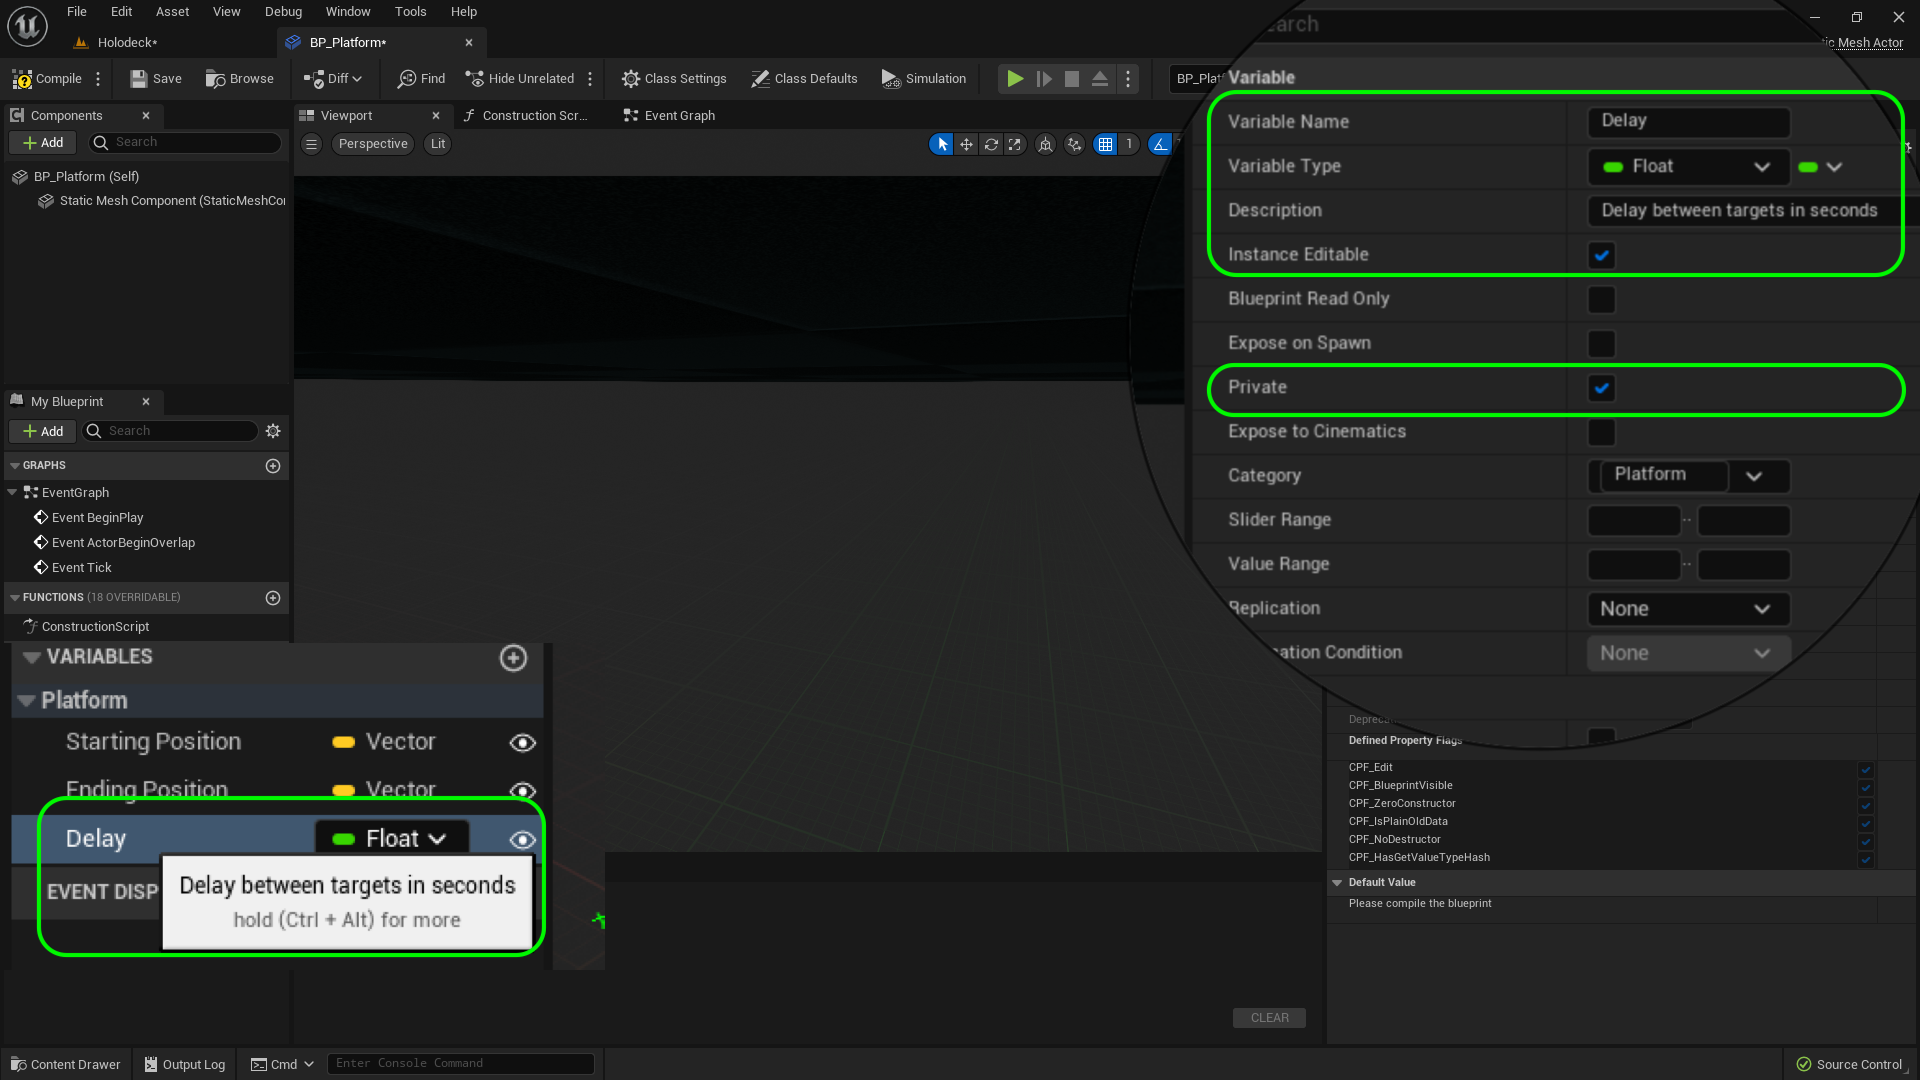 File Edit Asset View Debug Window Tools Help
Holodeck*
BP_Platform*
tic Mesh Actor
Compile Save Browse Diff Find Hide Unrelated Class Settings Class Defaults Simulation
Components
Viewport
Construction Scr...
Event Graph
Add
Search
Perspective
Lit
1
BP_Platform (Self)
Static Mesh Component (StaticMeshCo
My Blueprint
Add
Search
GRAPHS
EventGraph
Event BeginPlay
Event ActorBeginOverlap
Event Tick
FUNCTIONS (18 OVERRIDABLE)
ConstructionScript
VARIABLES
Platform
Starting Position Vector
Ending Position Vector
Delay Float
EVENT DISP
Delay between targets in seconds
hold (Ctrl + Alt) for more
earch
Variable
Variable Name Delay
Variable Type Float
Description Delay between targets in seconds
Instance Editable
Blueprint Read Only
Expose on Spawn
Private
Expose to Cinematics
Category Platform
Slider Range ..
Value Range ..
Replication None
ation Condition None
Defined Property Flags
CPF_Edit
CPF_BlueprintVisible
CPF_ZeroConstructor
CPF_IsPlainOldData
CPF_NoDestructor
CPF_HasGetValueTypeHash
Default Value
Please compile the blueprint
CLEAR
Content Drawer Output Log Cmd Enter Console Command Source Control